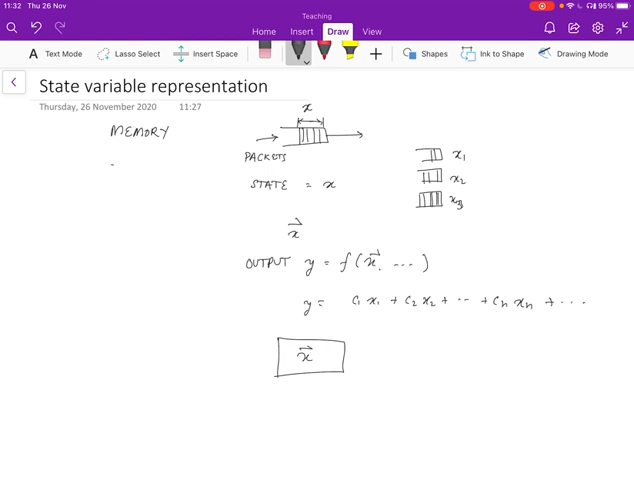 11:32 Thu 26 Nov
95%
Teaching
Home Insert Draw View
Text Mode Lasso Select Insert Space Shapes Ink to Shape Drawing Mode
State variable representation
Thursday, 26 November 2020 11:27
x
MEMORY
PACKETS
x₁
STATE = x
x₂
x₃
x⃗
OUTPUT y = f(x⃗, ...)
y = C₁ x₁ + C₂ x₂ + ·· + Cₙ xₙ + ···
x⃗